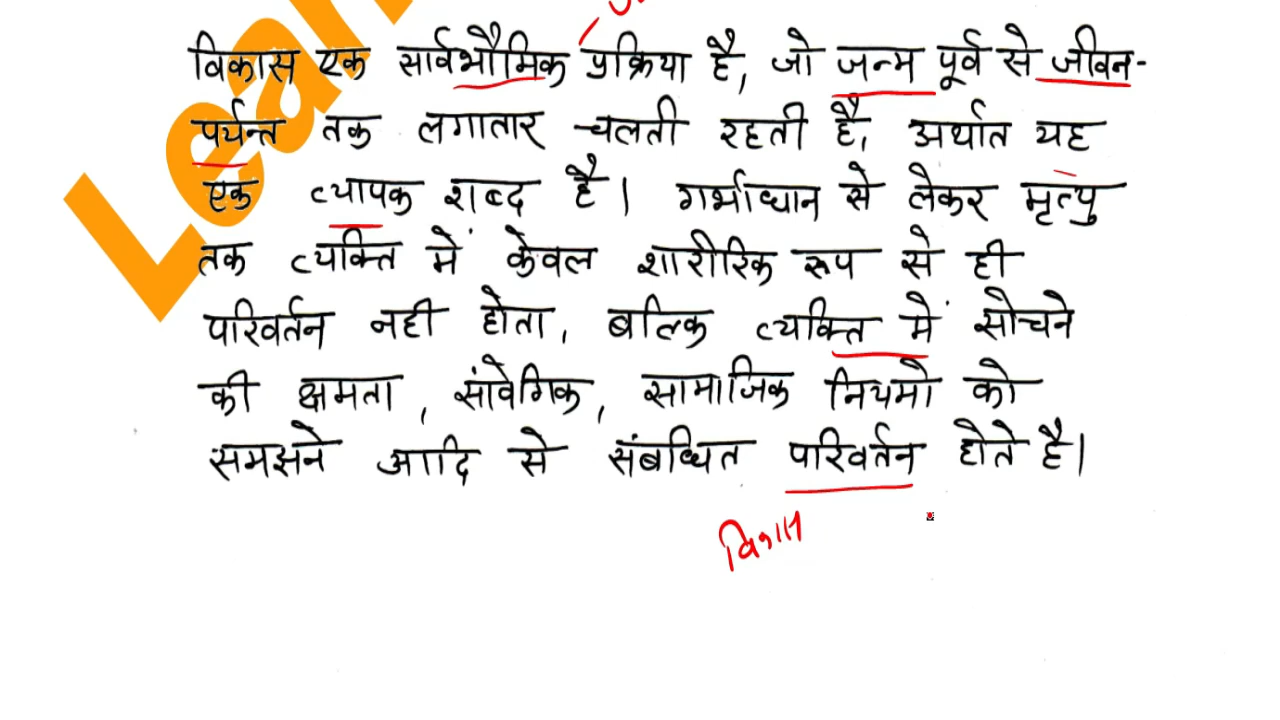 विकास एक सार्वभौमिक प्रक्रिया है, जो जन्म पूर्व से जीवन-
पर्यन्त तक लगातार चलती रहती है, अर्थात यह
एक व्यापक शब्द है। गर्भाधान से लेकर मृत्यु
तक व्यक्ति में केवल शारीरिक रूप से ही
परिवर्तन नही होता, बल्कि व्यक्ति में सोचने
की क्षमता, सांवेगिक, सामाजिक नियमो को
समझने आदि से संबधित परिवर्तन होते है।
विकास